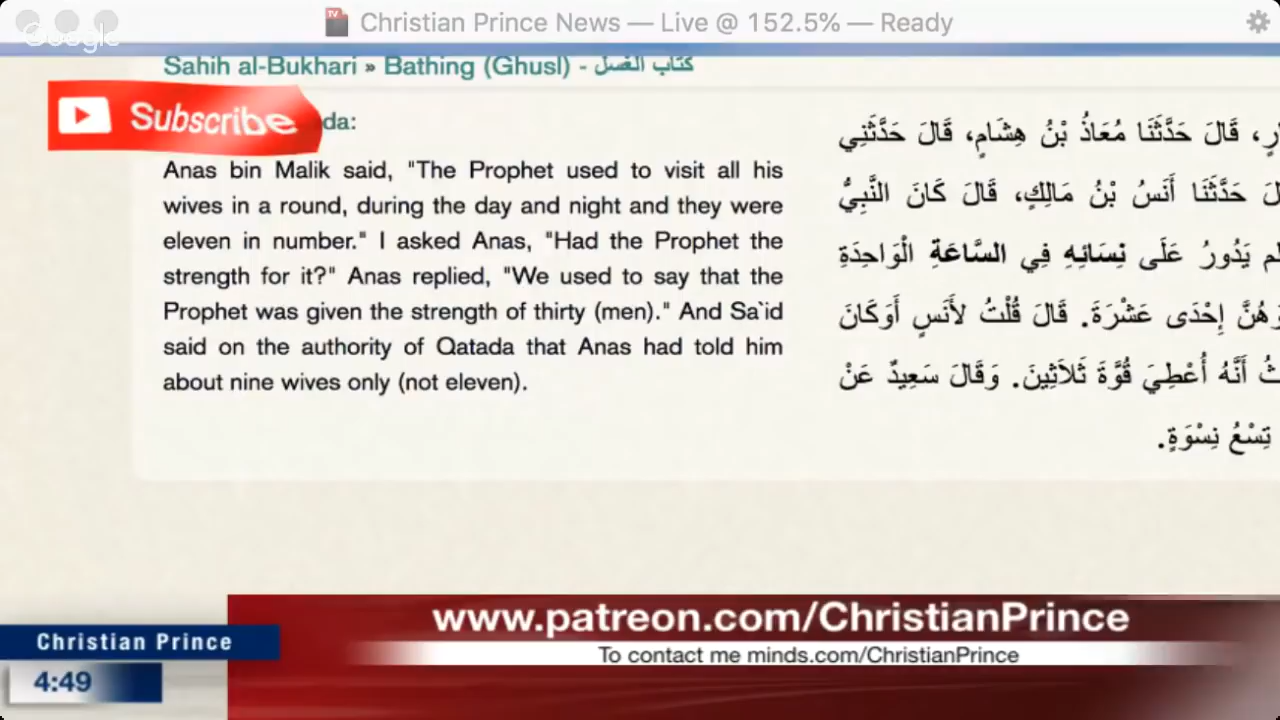 Christian Prince News — Live @ 152.5% — Ready
Google
Sahih al-Bukhari » Bathing (Ghusl) - كتاب الغسل
Subscribe
da:
Anas bin Malik said, "The Prophet used to visit all his
wives in a round, during the day and night and they were
eleven in number." I asked Anas, "Had the Prophet the
strength for it?" Anas replied, "We used to say that the
Prophet was given the strength of thirty (men)." And Sa`id
said on the authority of Qatada that Anas had told him
about nine wives only (not eleven).
قَالَ حَدَّثَنَا مُعَاذُ بْنُ هِشَامٍ، قَالَ حَدَّثَنِي
حَدَّثَنَا أَنَسُ بْنُ مَالِكٍ، قَالَ كَانَ النَّبِيُّ
يَدُورُ عَلَى نِسَائِهِ فِي السَّاعَةِ الْوَاحِدَةِ
إِحْدَى عَشْرَةَ. قَالَ قُلْتُ لأَنَسٍ أَوَكَانَ
أَنَّهُ أُعْطِيَ قُوَّةَ ثَلاَثِينَ. وَقَالَ سَعِيدٌ عَنْ
تِسْعُ نِسْوَةٍ.
www.patreon.com/ChristianPrince
To contact me minds.com/ChristianPrince
Christian Prince
4:49